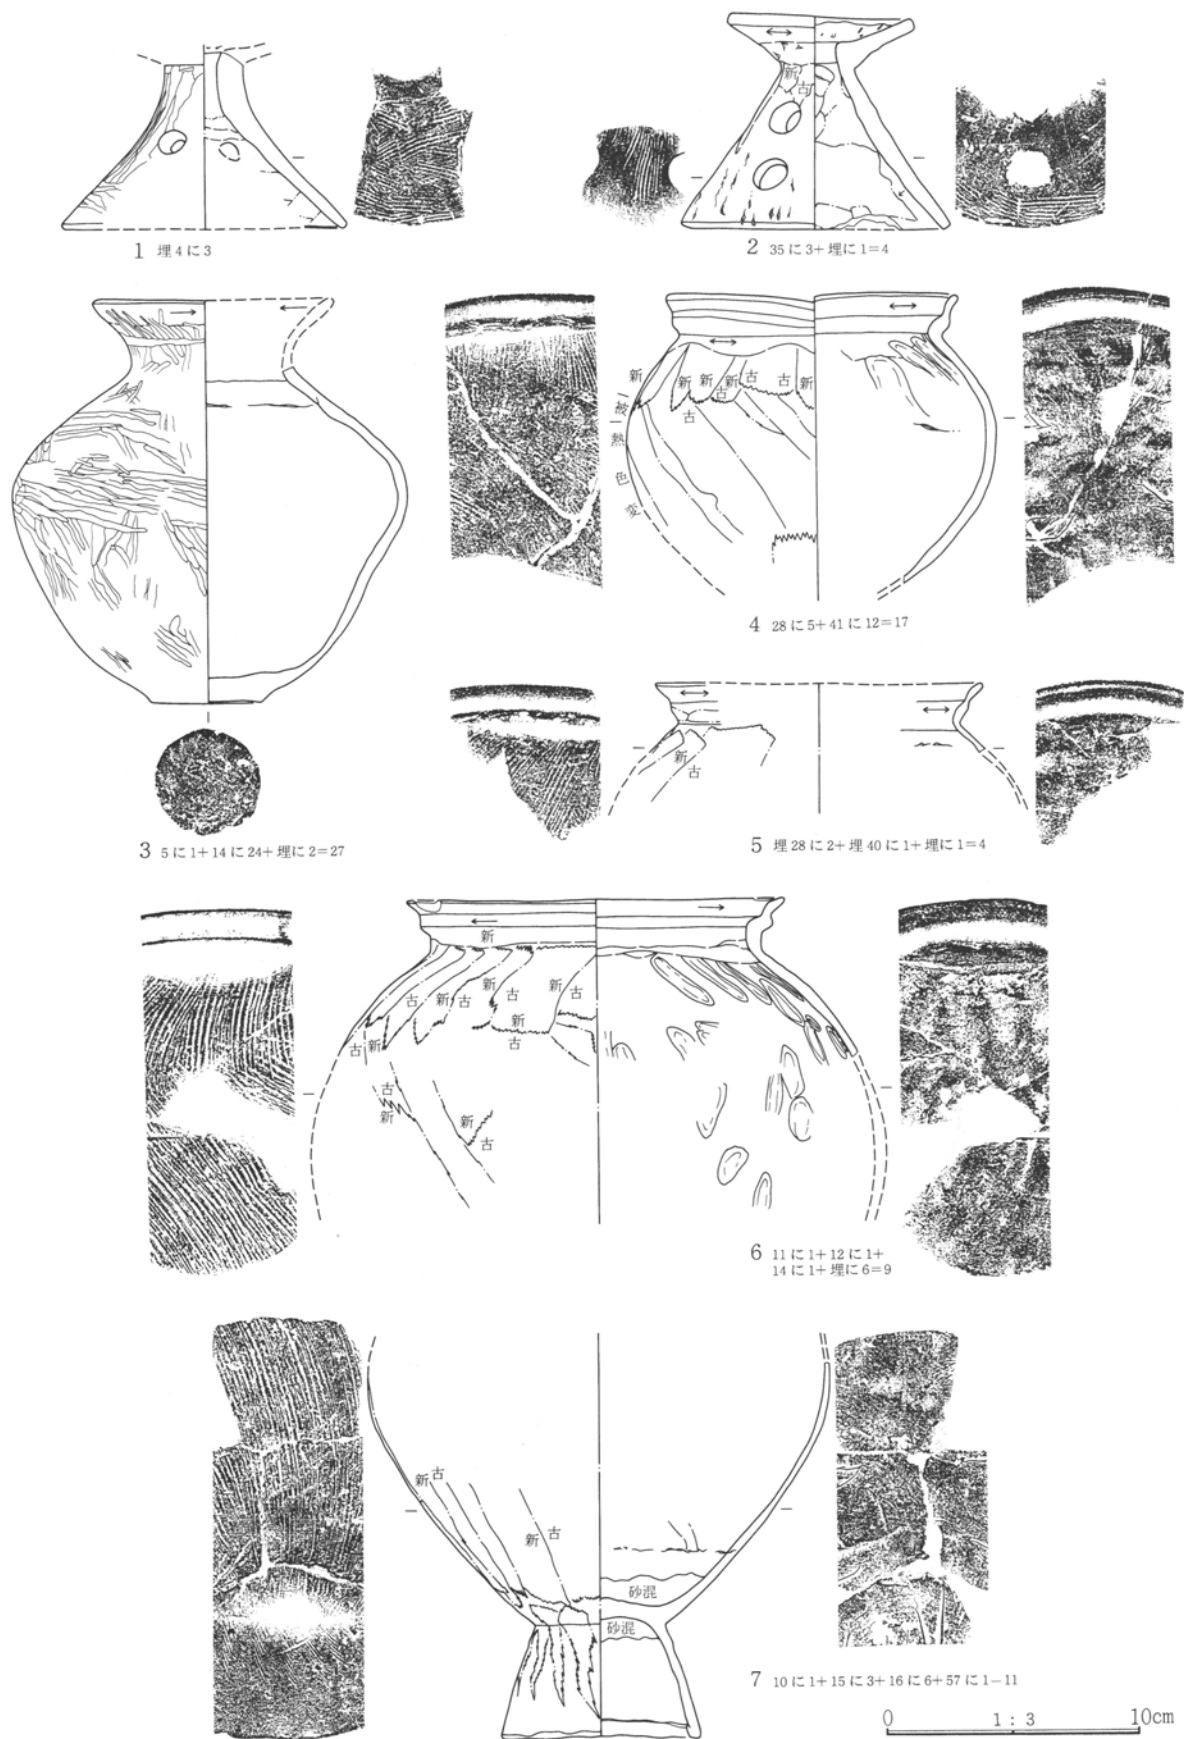 新
古
1 埋4に3
2 35に3+埋に1=4
新
新
新
新
古
古
古
新
古
被
熱
色
変
3 5に1+14に24+埋に2=27
4 28に5+41に12=17
新
古
5 埋28に2+埋40に1+埋に1=4
新
古
新
古
新
古
新
古
新
古
古
新
古
新
新
古
6 11に1+12に1+
14に1+埋に6=9
新
古
新
古
砂混
砂混
7 10に1+15に3+16に6+57に1−11
0 1:3 10cm